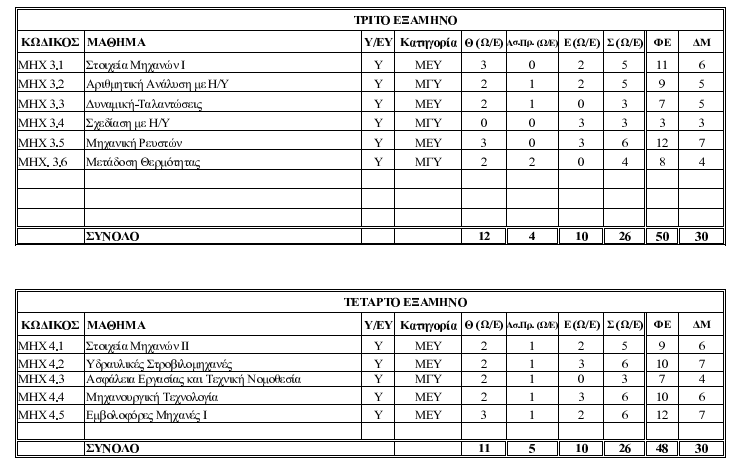 ΤΡΙΤΟ ΕΞΑΜΗΝΟ
ΚΩΔΙΚΟΣ ΜΑΘΗΜΑ Υ/ΕΥ Κατηγορία Θ (Ω/Ε) Ασ.Πρ. (Ω/Ε) Ε (Ω/Ε) Σ (Ω/Ε) ΦΕ ΔΜ
ΜΗΧ 3,1 Στοιχεία Μηχανών Ι Υ ΜΕΥ 3 0 2 5 11 6
ΜΗΧ 3,2 Αριθμητική Ανάλυση με Η/Υ Υ ΜΓΥ 2 1 2 5 9 5
ΜΗΧ 3,3 Δυναμική-Ταλαντώσεις Υ ΜΕΥ 2 1 0 3 7 5
ΜΗΧ 3,4 Σχεδίαση με Η/Υ Υ ΜΓΥ 0 0 3 3 3 3
ΜΗΧ 3.5 Μηχανική Ρευστών Υ ΜΕΥ 3 0 3 6 12 7
ΜΗΧ. 3,6 Μετάδοση Θερμότητας Υ ΜΓΥ 2 2 0 4 8 4
ΣΥΝΟΛΟ 12 4 10 26 50 30
ΤΕΤΑΡΤΟ ΕΞΑΜΗΝΟ
ΚΩΔΙΚΟΣ ΜΑΘΗΜΑ Υ/ΕΥ Κατηγορία Θ (Ω/Ε) Ασ.Πρ. (Ω/Ε) Ε (Ω/Ε) Σ (Ω/Ε) ΦΕ ΔΜ
ΜΗΧ 4,1 Στοιχεία Μηχανών ΙΙ Υ ΜΕΥ 2 1 2 5 9 6
ΜΗΧ 4,2 Υδραυλικές Στροβιλομηχανές Υ ΜΕΥ 2 1 3 6 10 7
ΜΗΧ 4,3 Ασφάλεια Εργασίας και Τεχνική Νομοθεσία Υ ΜΓΥ 2 1 0 3 7 4
ΜΗΧ 4,4 Μηχανουργική Τεχνολογία Υ ΜΕΥ 2 1 3 6 10 6
ΜΗΧ 4,5 Εμβολοφόρες Μηχανές Ι Υ ΜΕΥ 3 1 2 6 12 7
ΣΥΝΟΛΟ 11 5 10 26 48 30